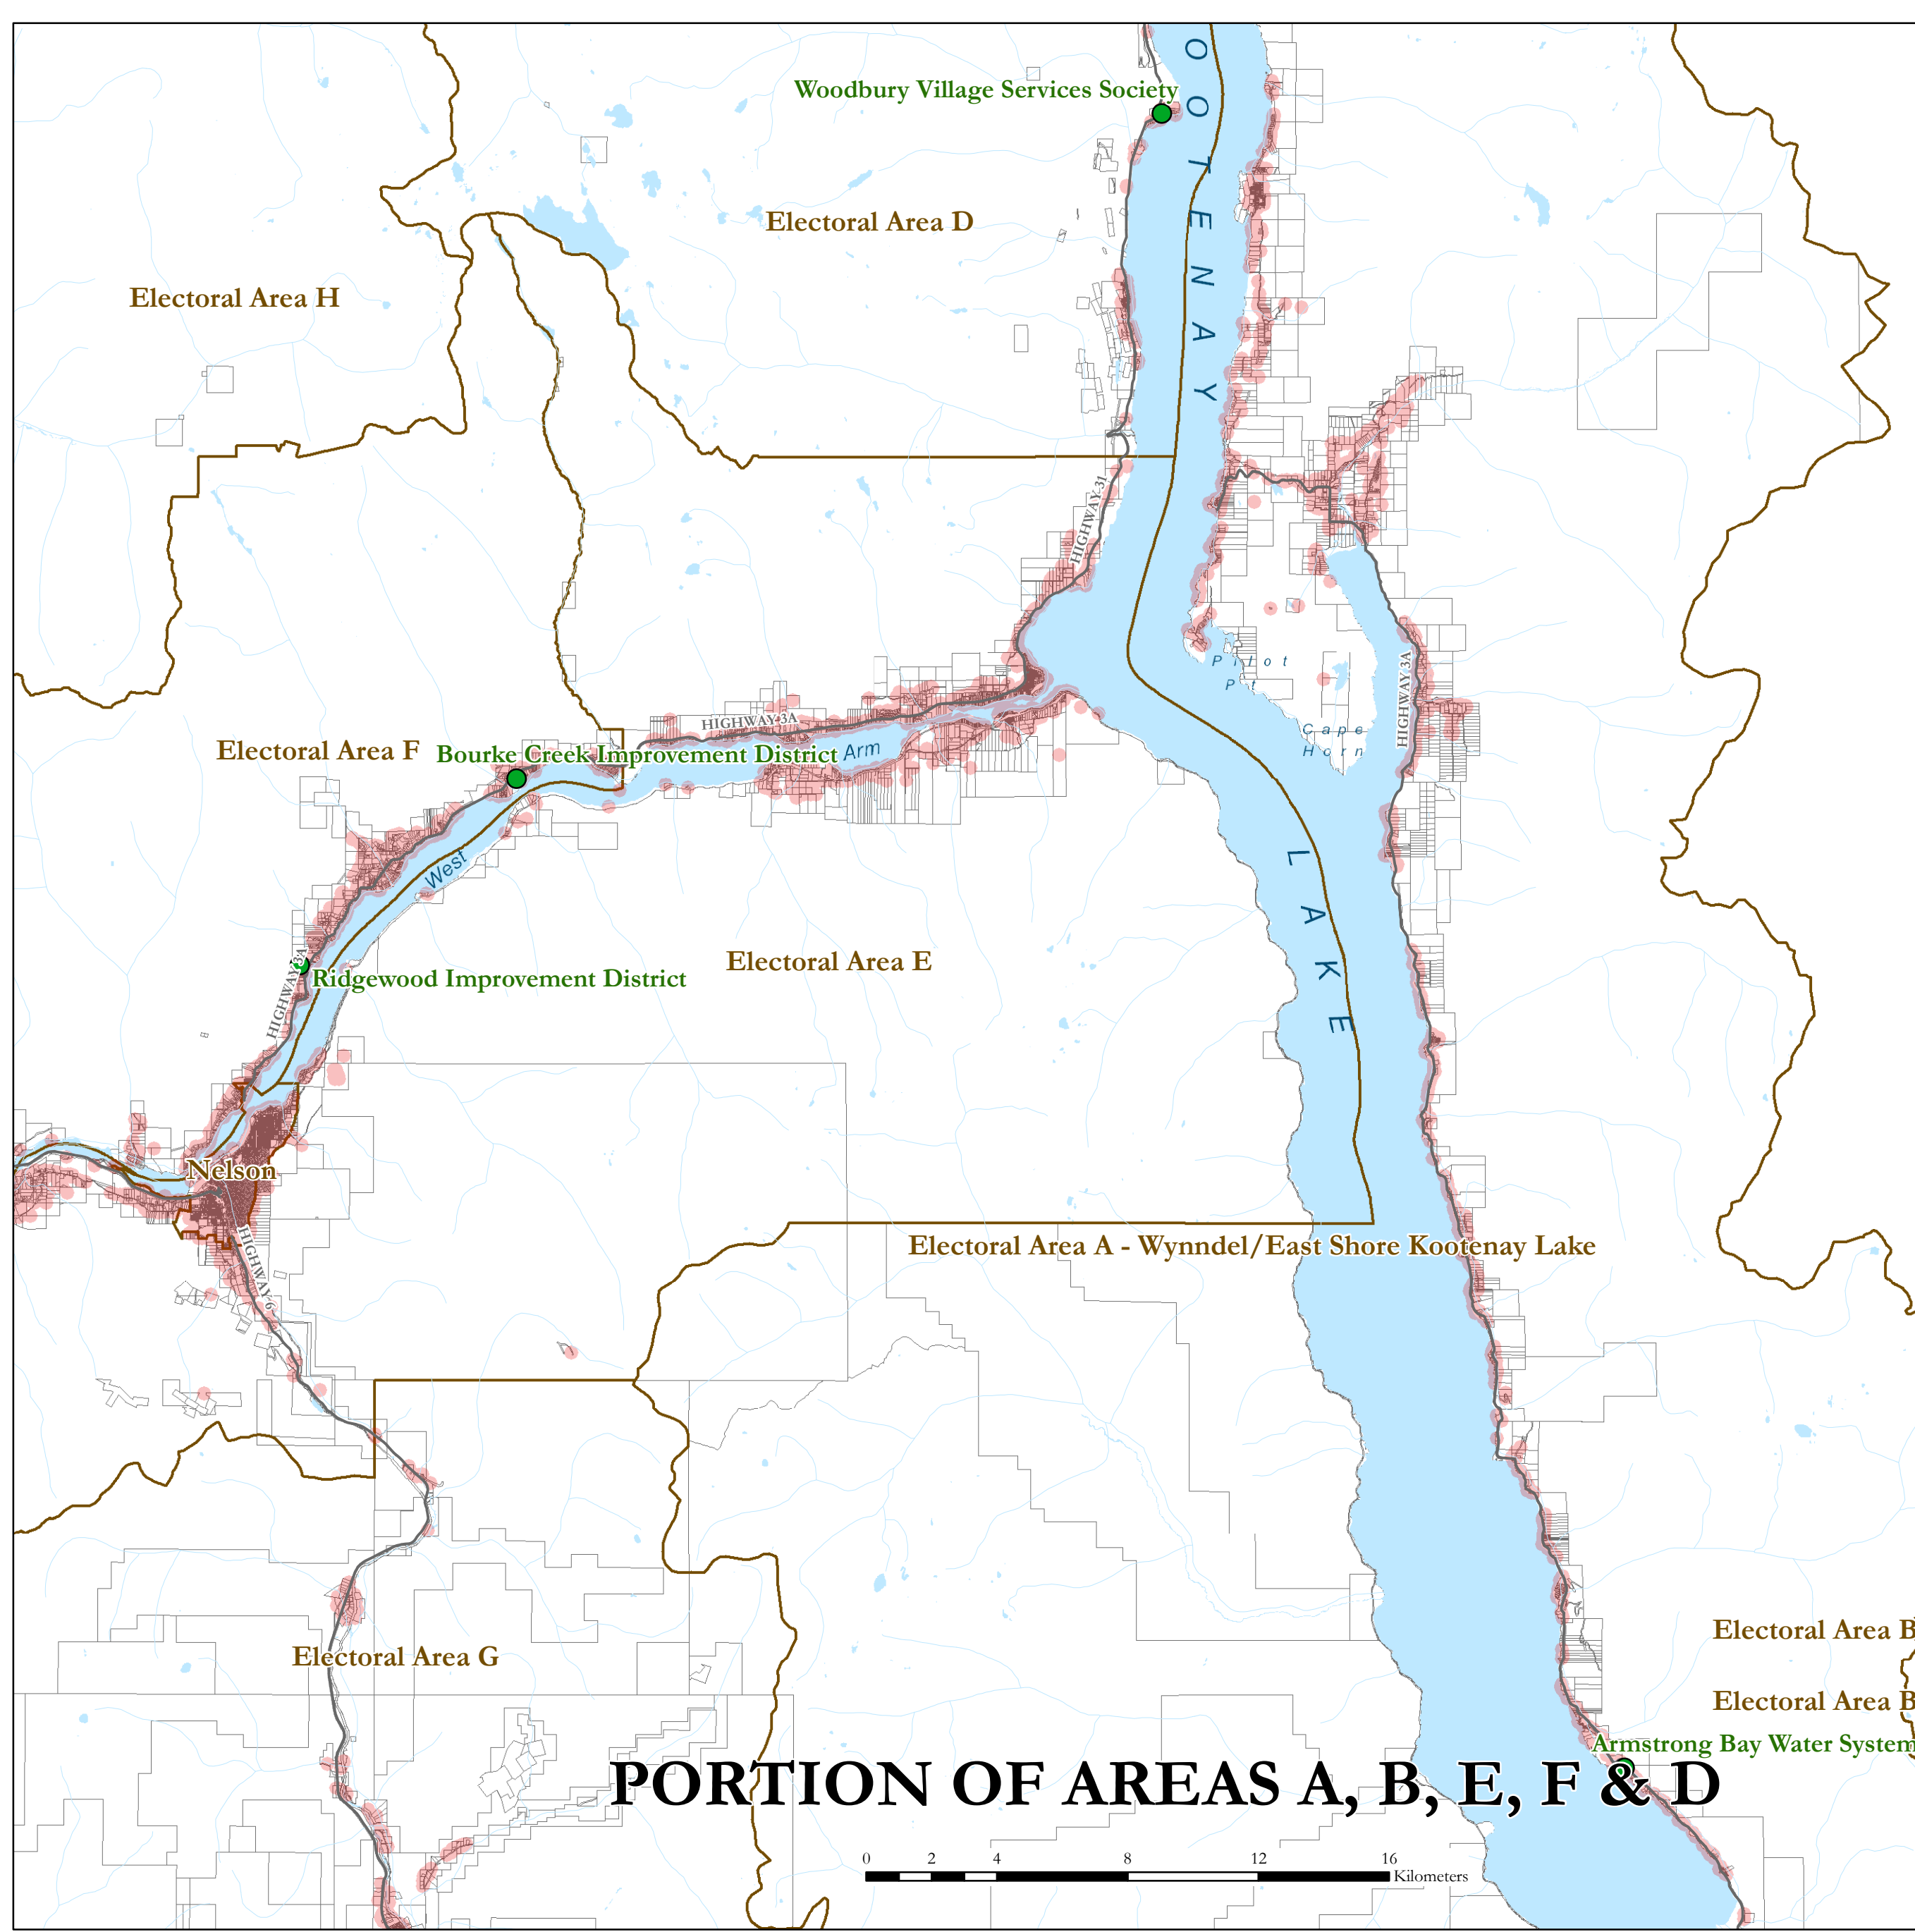 OOTENAY
Woodbury Village Services Society
Electoral Area D
Electoral Area H
HIGHWAY 31
Pilot
Pt
HIGHWAY 3A
Cape
Horn
HIGHWAY 3A
Electoral Area F
Bourke Creek Improvement District
Arm
West
LAKE
Electoral Area E
HIGHWAY 3A
Ridgewood Improvement District
Nelson
HIGHWAY 6
Electoral Area A - Wynndel/East Shore Kootenay Lake
Electoral Area B
Electoral Area G
Electoral Area B
Armstrong Bay Water System
PORTION OF AREAS A, B, E, F & D
0 2 4 8 12 16
Kilometers